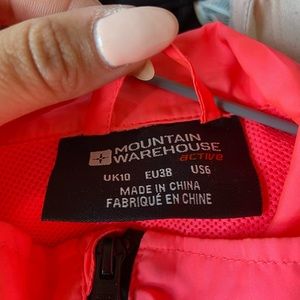 MOUNTAIN
WAREHOUSE
active
UK10 EU38 US6
MADE IN CHINA
FABRIQUÉ EN CHINE